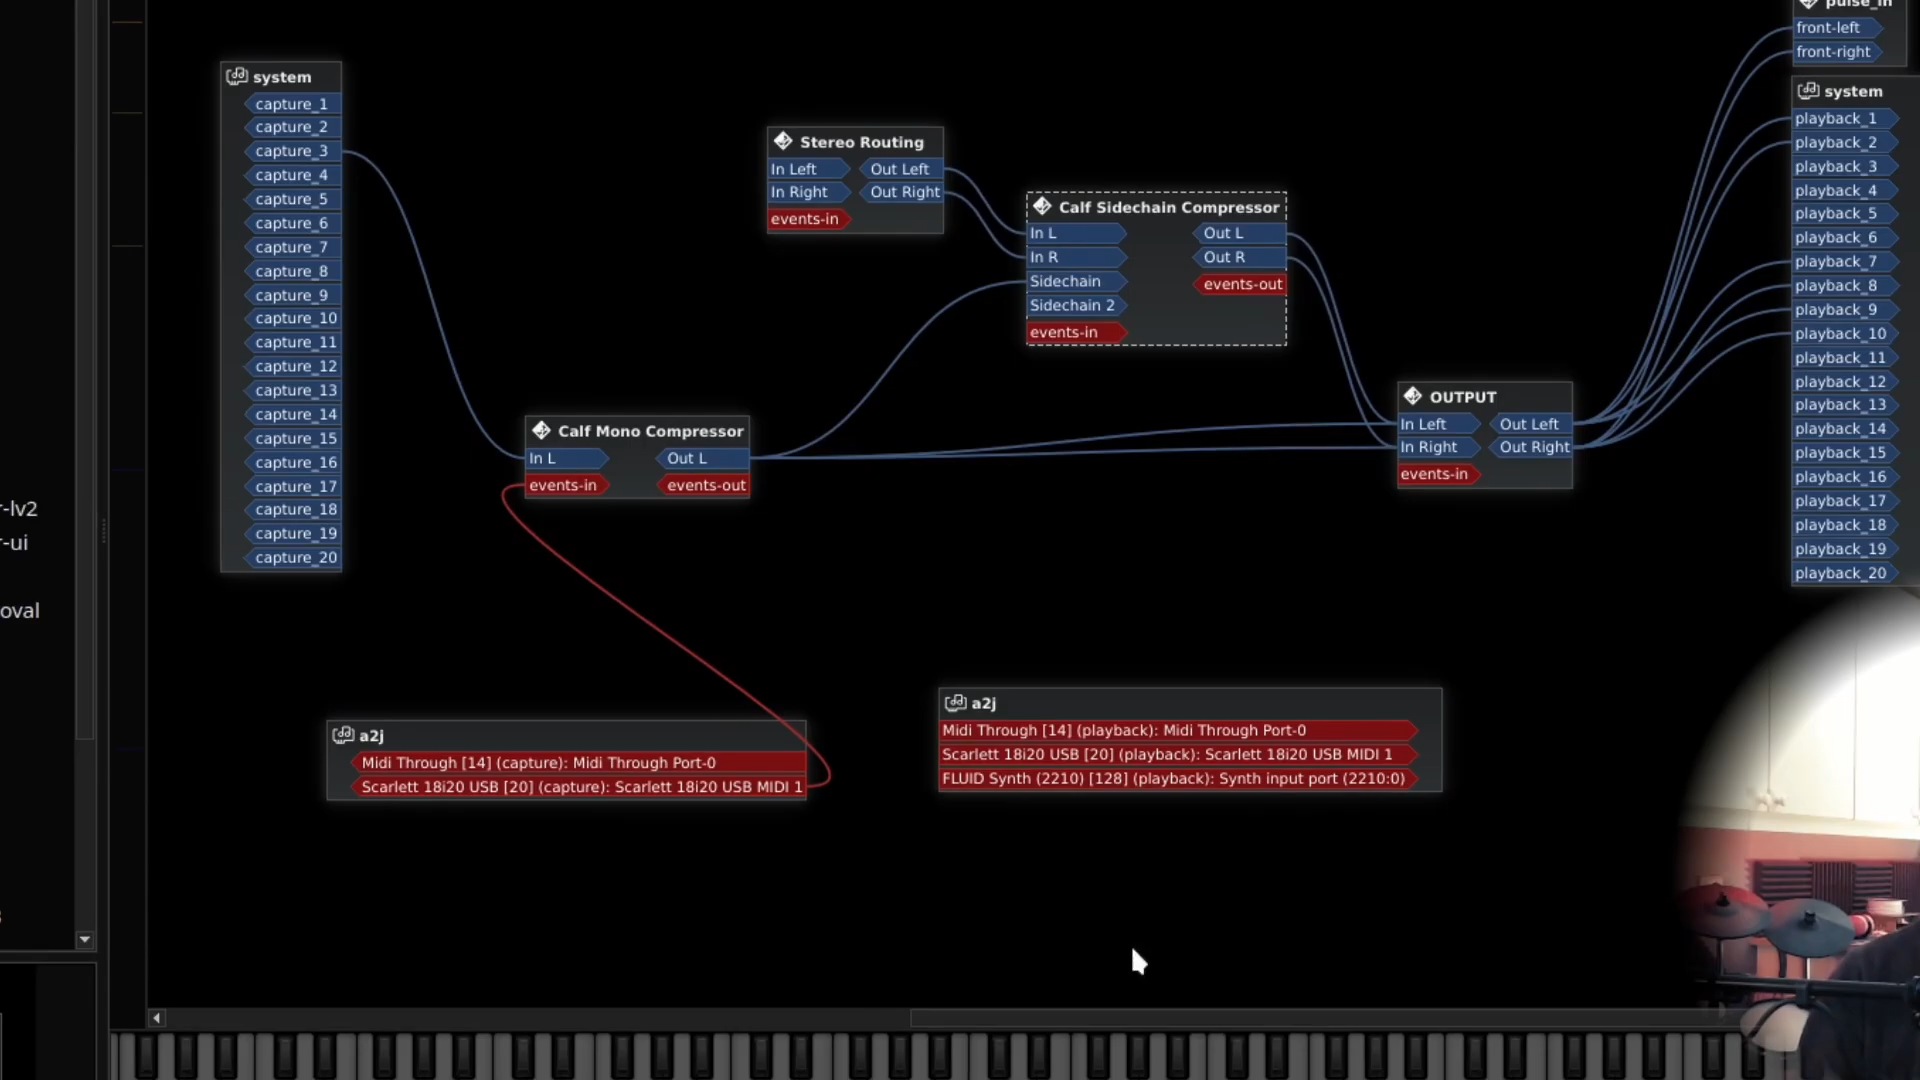 system
capture_1
capture_2
capture_3
capture_4
capture_5
capture_6
capture_7
capture_8
capture_9
capture_10
capture_11
capture_12
capture_13
capture_14
capture_15
capture_16
capture_17
capture_18
capture_19
capture_20
Stereo Routing
In Left Out Left
In Right Out Right
events-in
Calf Sidechain Compressor
In L Out L
In R Out R
Sidechain events-out
Sidechain 2
events-in
Calf Mono Compressor
In L Out L
events-in events-out
OUTPUT
In Left Out Left
In Right Out Right
events-in
pulse_in
front-left
front-right
system
playback_1
playback_2
playback_3
playback_4
playback_5
playback_6
playback_7
playback_8
playback_9
playback_10
playback_11
playback_12
playback_13
playback_14
playback_15
playback_16
playback_17
playback_18
playback_19
playback_20
r-lv2
r-ui
oval
a2j
Midi Through [14] (capture): Midi Through Port-0
Scarlett 18i20 USB [20] (capture): Scarlett 18i20 USB MIDI 1
a2j
Midi Through [14] (playback): Midi Through Port-0
Scarlett 18i20 USB [20] (playback): Scarlett 18i20 USB MIDI 1
FLUID Synth (2210) [128] (playback): Synth input port (2210:0)